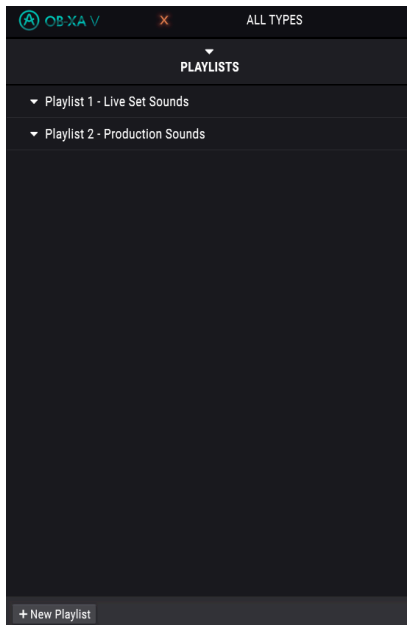 OB-XA V X ALL TYPES
PLAYLISTS
Playlist 1 - Live Set Sounds
Playlist 2 - Production Sounds
+ New Playlist